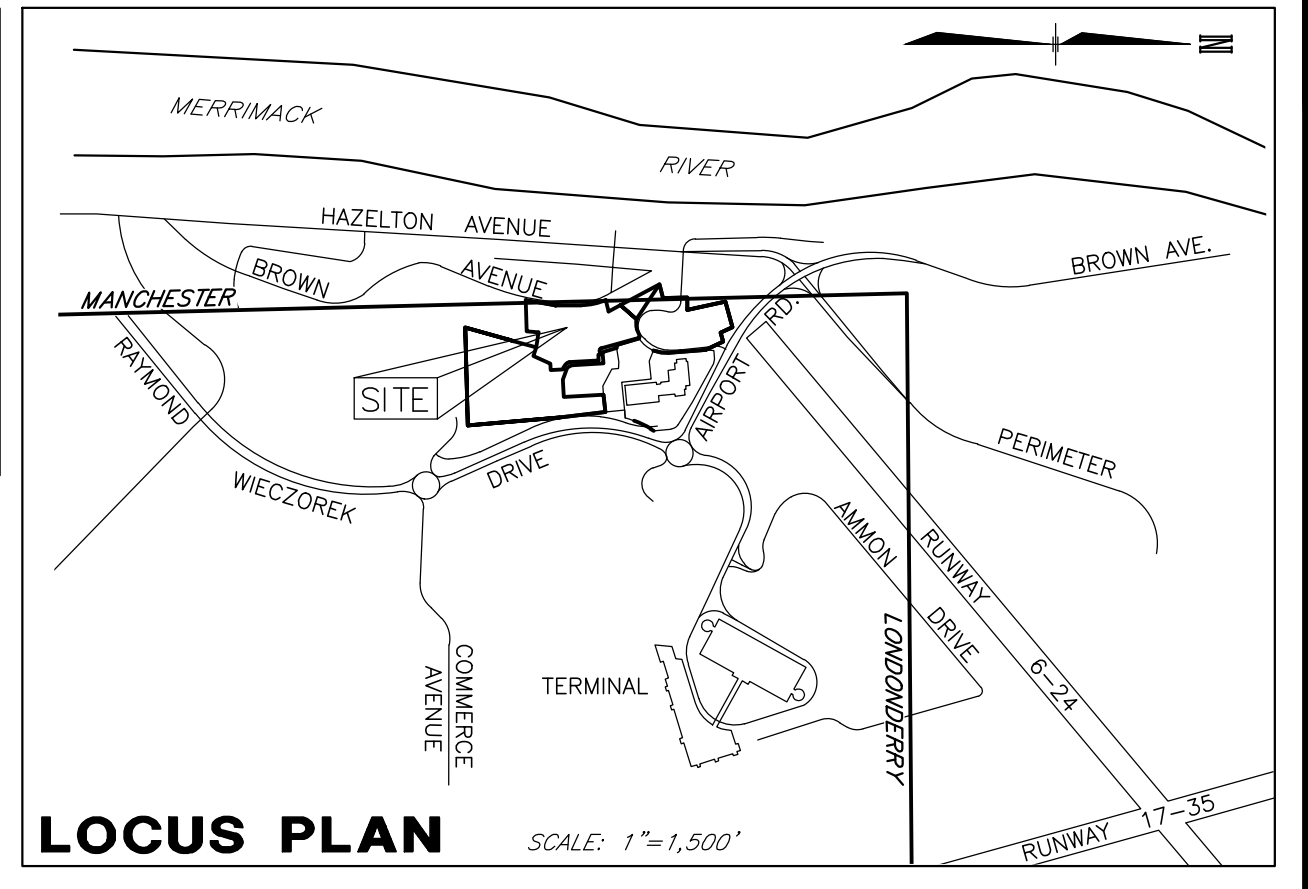 N
MERRIMACK
RIVER
HAZELTON AVENUE
BROWN AVE.
BROWN AVENUE
MANCHESTER
RD.
SITE
RAYMOND
AIRPORT
PERIMETER
DRIVE
WIECZOREK
AMMON
RUNWAY
DRIVE
LONDONDERRY
COMMERCE
AVENUE
6-24
TERMINAL
17-35
RUNWAY
LOCUS PLAN
SCALE: 1"=1,500'